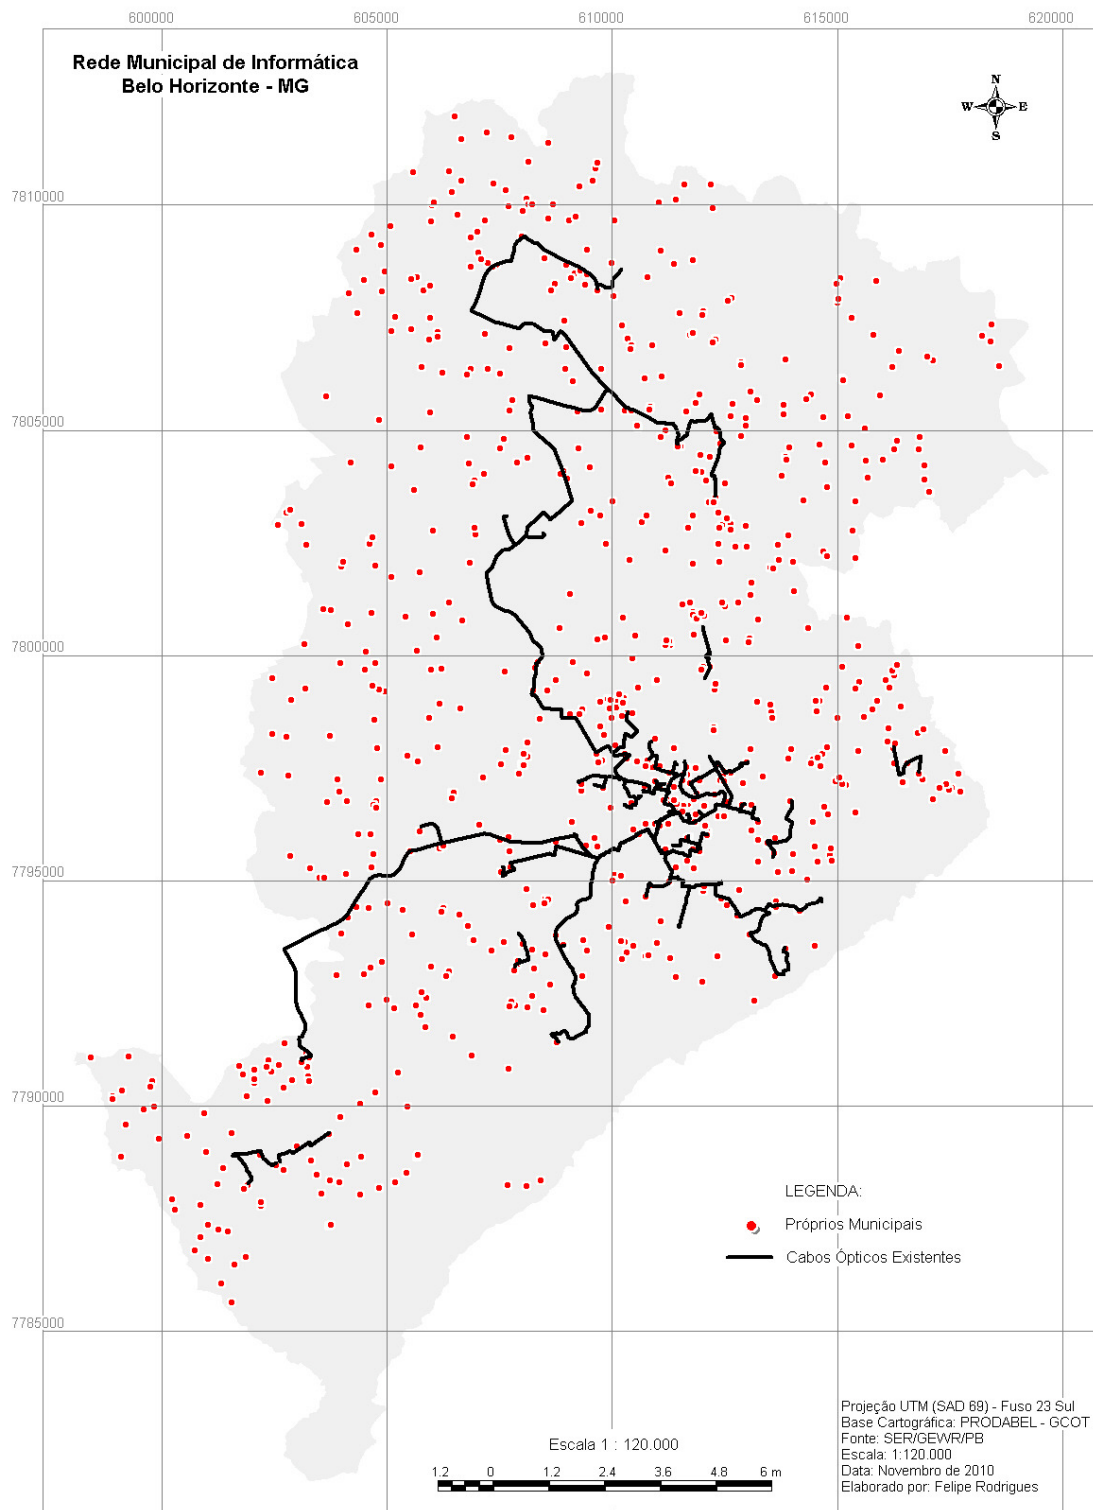 600000 605000 610000 615000 620000
Rede Municipal de Informática
Belo Horizonte - MG
N
W E
S
7810000
7805000
7800000
7795000
7790000
LEGENDA:
Próprios Municipais
Cabos Ópticos Existentes
7785000
Projeção UTM (SAD 69) - Fuso 23 Sul
Base Cartográfica: PRODABEL - GCOT
Fonte: SER/GEWR/PB
Escala: 1:120.000
Data: Novembro de 2010
Elaborado por: Felipe Rodrigues
Escala 1 : 120.000
1.2 0 1.2 2.4 3.6 4.8 6 m